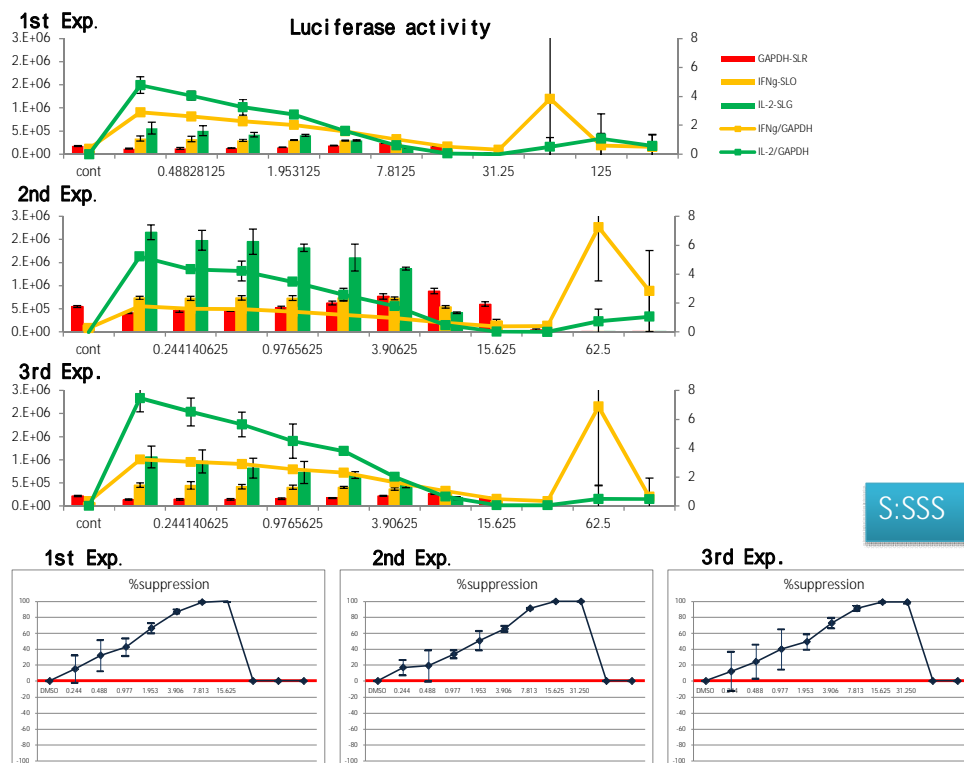 1st Exp.
Luciferase activity
3.E+06 8
2.E+06
2.E+06 6
1.E+06 4
5.E+05 2
0.E+00 0
cont 0.48828125 1.953125 7.8125 31.25 125
GAPDH-SLR
IFNg-SLO
IL-2-SLG
IFNg/GAPDH
IL-2/GAPDH
2nd Exp.
3.E+06 8
2.E+06
2.E+06 6
1.E+06 4
5.E+05 2
0.E+00 0
cont 0.244140625 0.9765625 3.90625 15.625 62.5
3rd Exp.
3.E+06 8
2.E+06
2.E+06 6
1.E+06 4
5.E+05 2
0.E+00 0
cont 0.244140625 0.9765625 3.90625 15.625 62.5
S:SSS
1st Exp.
%suppression
100
80
60
40
20
0
DMSO 0.244 0.488 0.977 1.953 3.906 7.813 15.625
-20
-40
-60
-80
-100
2nd Exp.
%suppression
100
80
60
40
20
0
DMSO 0.244 0.488 0.977 1.953 3.906 7.813 15.625 31.250
-20
-40
-60
-80
-100
3rd Exp.
%suppression
100
80
60
40
20
0
DMSO 0.244 0.488 0.977 1.953 3.906 7.813 15.625 31.250
-20
-40
-60
-80
-100